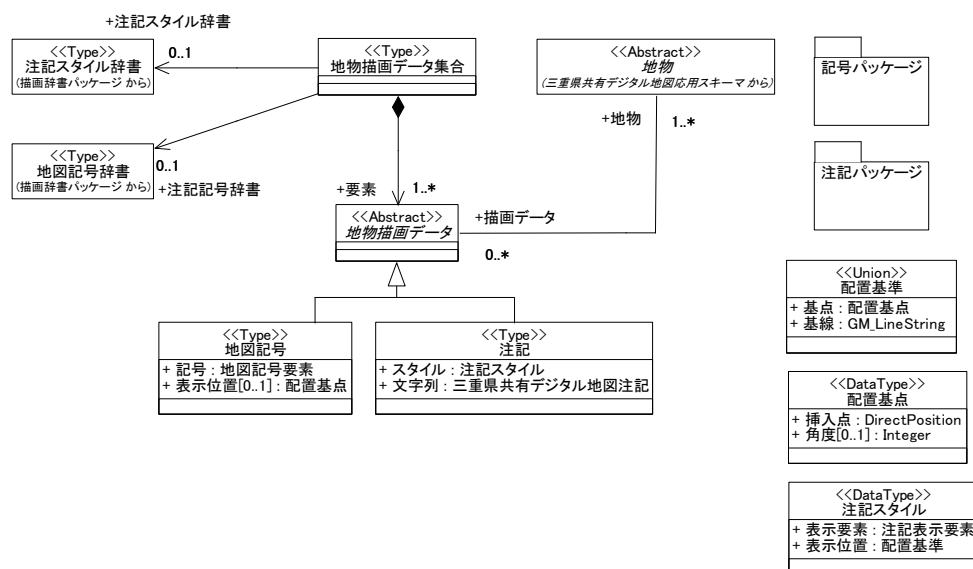 +注記スタイル辞書
<<Type>>
注記スタイル辞書
(描画辞書パッケージ から)
0..1
<<Type>>
地物描画データ集合
<<Abstract>>
地物
(三重県共有デジタル地図応用スキーマ から)
記号パッケージ
+地物
1..*
<<Type>>
地図記号辞書
(描画辞書パッケージ から)
0..1
+注記記号辞書
注記パッケージ
+要素
1..*
<<Abstract>>
地物描画データ
+描画データ
0..*
<<Union>>
配置基準
+ 基点 : 配置基点
+ 基線 : GM_LineString
<<Type>>
地図記号
+ 記号 : 地図記号要素
+ 表示位置[0..1] : 配置基点
<<Type>>
注記
+ スタイル : 注記スタイル
+ 文字列 : 三重県共有デジタル地図注記
<<DataType>>
配置基点
+ 挿入点 : DirectPosition
+ 角度[0..1] : Integer
<<DataType>>
注記スタイル
+ 表示要素 : 注記表示要素
+ 表示位置 : 配置基準